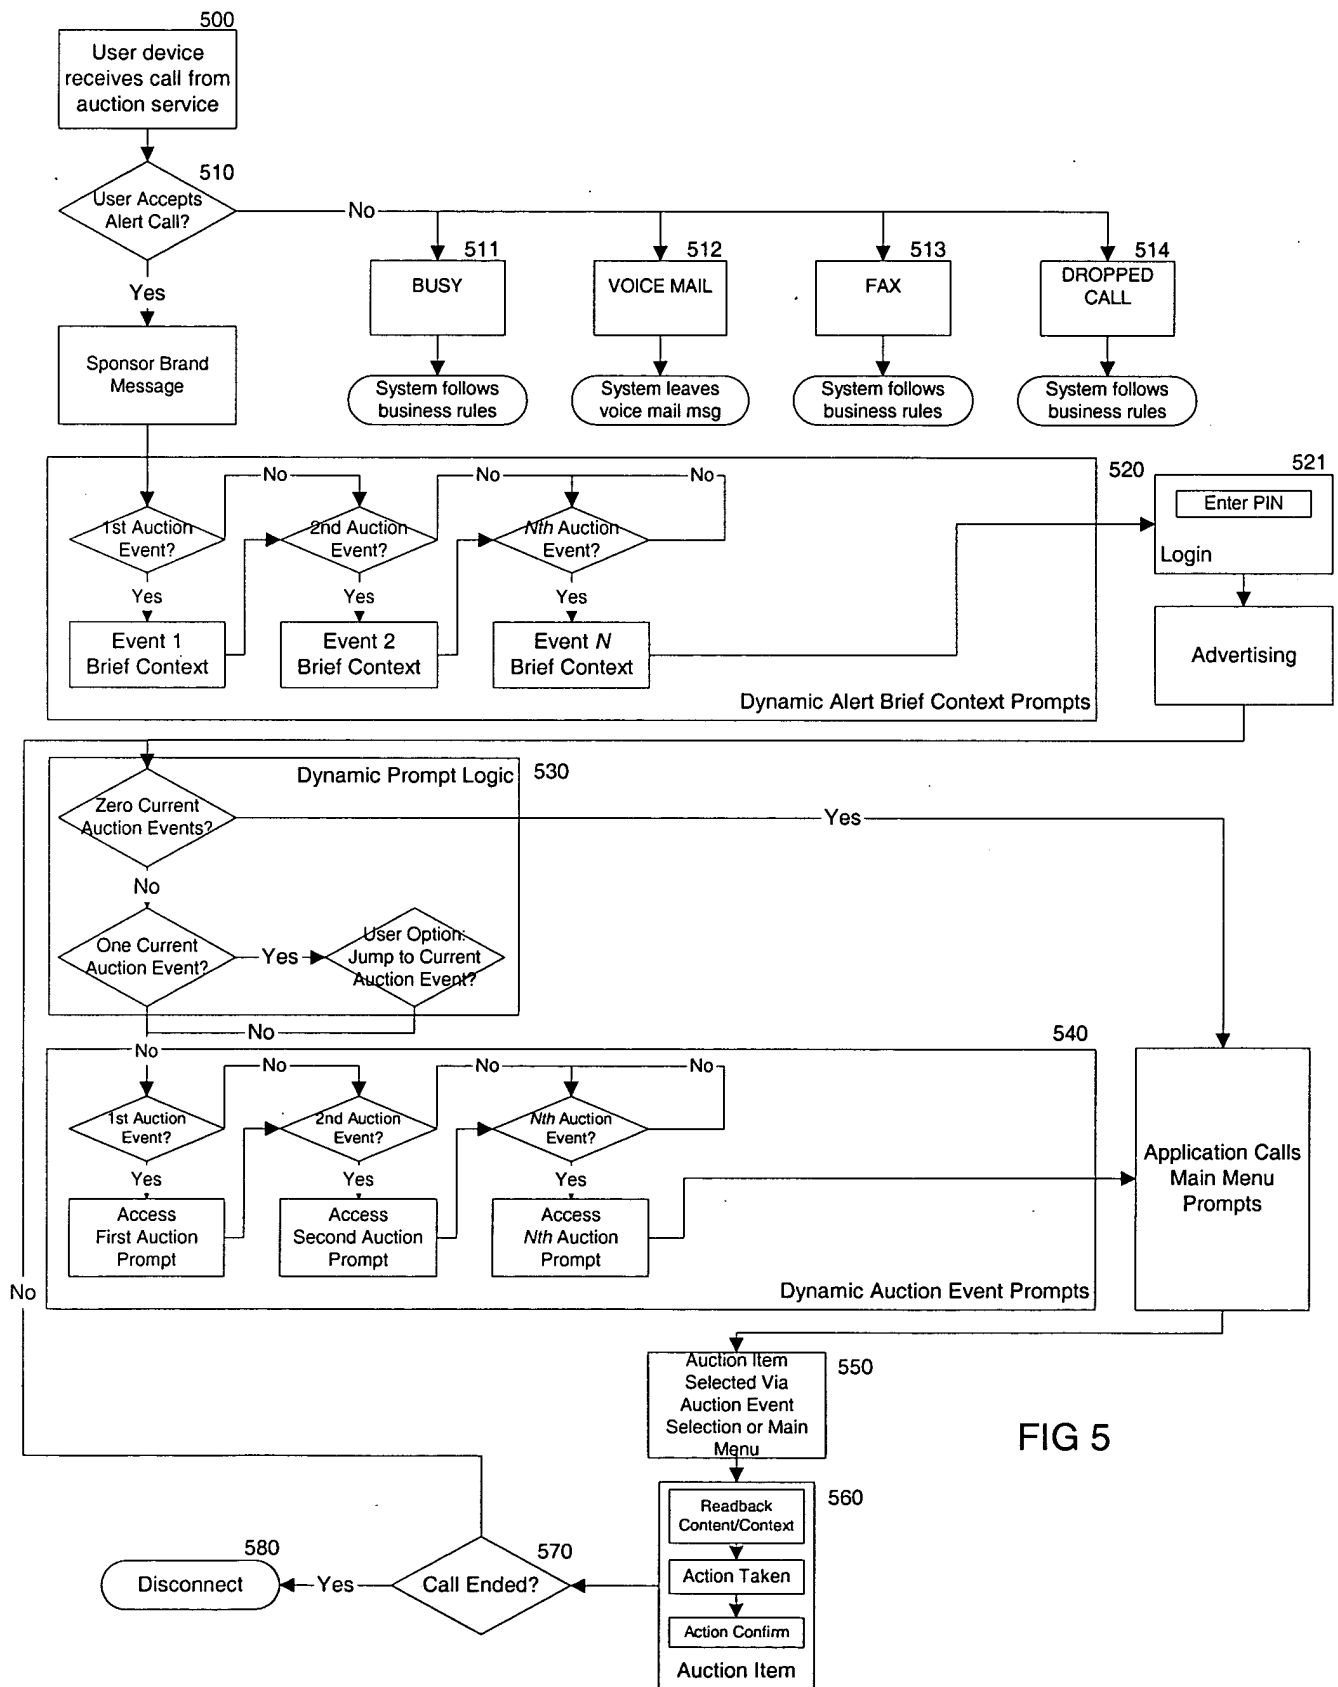 500
User device
receives call from
auction service
510
User Accepts
Alert Call?
No
511
512
513
514
BUSY
VOICE MAIL
FAX
DROPPED
CALL
Yes
Sponsor Brand
Message
System follows
business rules
System leaves
voice mail msg
System follows
business rules
System follows
business rules
No
No
No
520
521
1st Auction
Event?
2nd Auction
Event?
Nth Auction
Event?
Enter PIN
Login
Yes
Yes
Yes
Event 1
Brief Context
Event 2
Brief Context
Event N
Brief Context
Advertising
Dynamic Alert Brief Context Prompts
Dynamic Prompt Logic
530
Zero Current
Auction Events?
Yes
No
One Current
Auction Event?
Yes
User Option:
Jump to Current
Auction Event?
No
No
540
No
No
No
1st Auction
Event?
2nd Auction
Event?
Nth Auction
Event?
Yes
Yes
Yes
Access
First Auction
Prompt
Access
Second Auction
Prompt
Access
Nth Auction
Prompt
Application Calls
Main Menu
Prompts
Dynamic Auction Event Prompts
No
Auction Item
Selected Via
Auction Event
Selection or Main
Menu
550
FIG 5
560
Readback
Content/Context
Action Taken
Action Confirm
Auction Item
570
Call Ended?
Yes
580
Disconnect